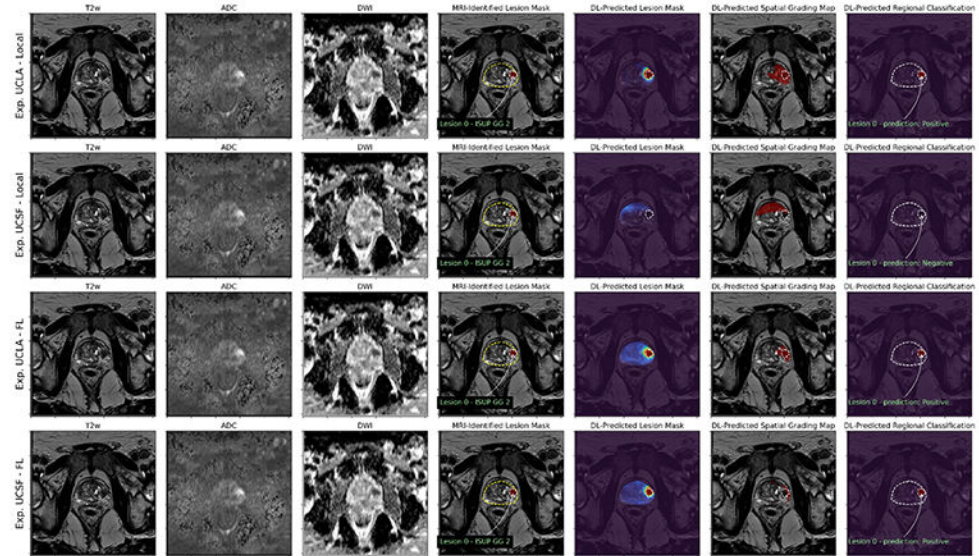 T2w ADC DWI MRI-Identified Lesion Mask DL-Predicted Lesion Mask DL-Predicted Spatial Grading Map DL-Predicted Regional Classification
Exp. UCLA - Local
Lesion 0 - ISUP GG 2
Lesion 0 - prediction: Positive
T2w ADC DWI MRI-Identified Lesion Mask DL-Predicted Lesion Mask DL-Predicted Spatial Grading Map DL-Predicted Regional Classification
Exp. UCSF - Local
Lesion 0 - ISUP GG 2
Lesion 0 - prediction: Negative
T2w ADC DWI MRI-Identified Lesion Mask DL-Predicted Lesion Mask DL-Predicted Spatial Grading Map DL-Predicted Regional Classification
Exp. UCLA - FL
Lesion 0 - ISUP GG 2
Lesion 0 - prediction: Positive
T2w ADC DWI MRI-Identified Lesion Mask DL-Predicted Lesion Mask DL-Predicted Spatial Grading Map DL-Predicted Regional Classification
Exp. UCSF - FL
Lesion 0 - ISUP GG 2
Lesion 0 - prediction: Positive